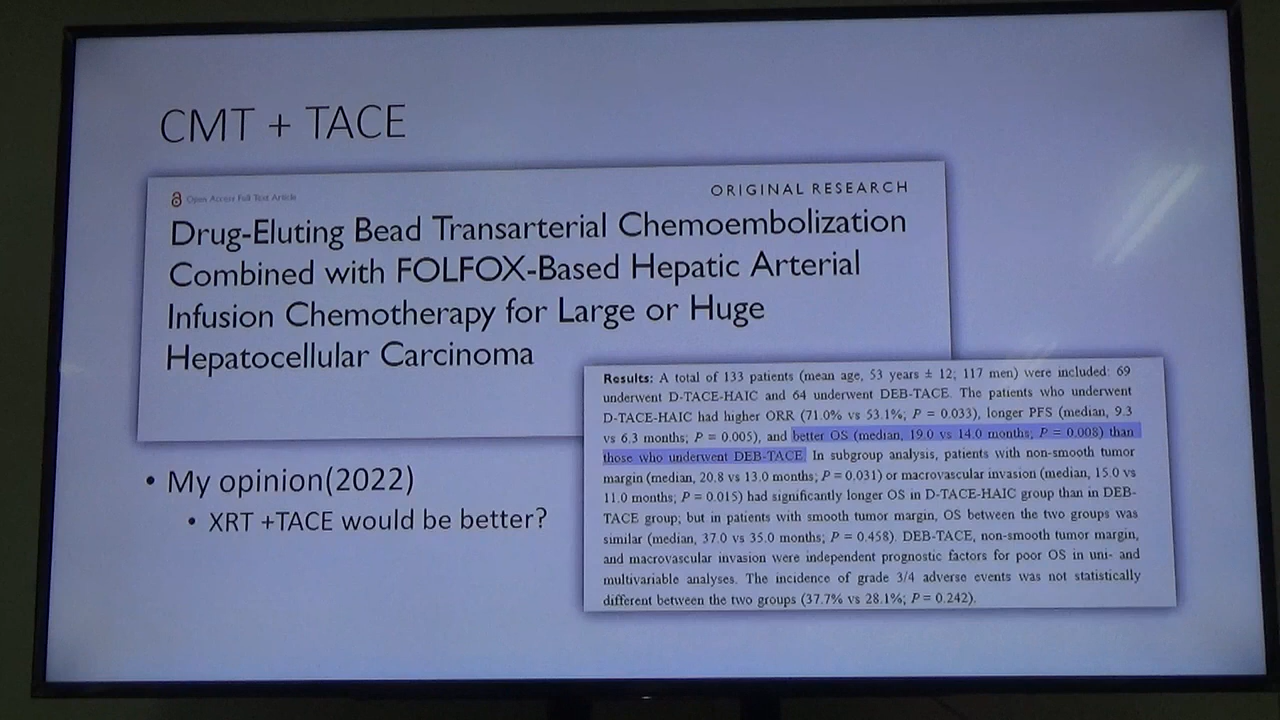 CMT + TACE
Open Access Full Text Article
ORIGINAL RESEARCH
Drug-Eluting Bead Transarterial Chemoembolization
Combined with FOLFOX-Based Hepatic Arterial
Infusion Chemotherapy for Large or Huge
Hepatocellular Carcinoma
Results: A total of 133 patients (mean age, 53 years ± 12; 117 men) were included: 69
underwent D-TACE-HAIC and 64 underwent DEB-TACE. The patients who underwent
D-TACE-HAIC had higher ORR (71.0% vs 53.1%; P = 0.033), longer PFS (median, 9.3
vs 6.3 months; P = 0.005), and better OS (median, 19.0 vs 14.0 months; P = 0.008) than
those who underwent DEB-TACE. In subgroup analysis, patients with non-smooth tumor
margin (median, 20.8 vs 13.0 months; P = 0.031) or macrovascular invasion (median, 15.0 vs
11.0 months; P = 0.015) had significantly longer OS in D-TACE-HAIC group than in DEB-
TACE group; but in patients with smooth tumor margin, OS between the two groups was
similar (median, 37.0 vs 35.0 months; P = 0.458). DEB-TACE, non-smooth tumor margin,
and macrovascular invasion were independent prognostic factors for poor OS in uni- and
multivariable analyses. The incidence of grade 3/4 adverse events was not statistically
different between the two groups (37.7% vs 28.1%; P = 0.242).
• My opinion(2022)
• XRT +TACE would be better?